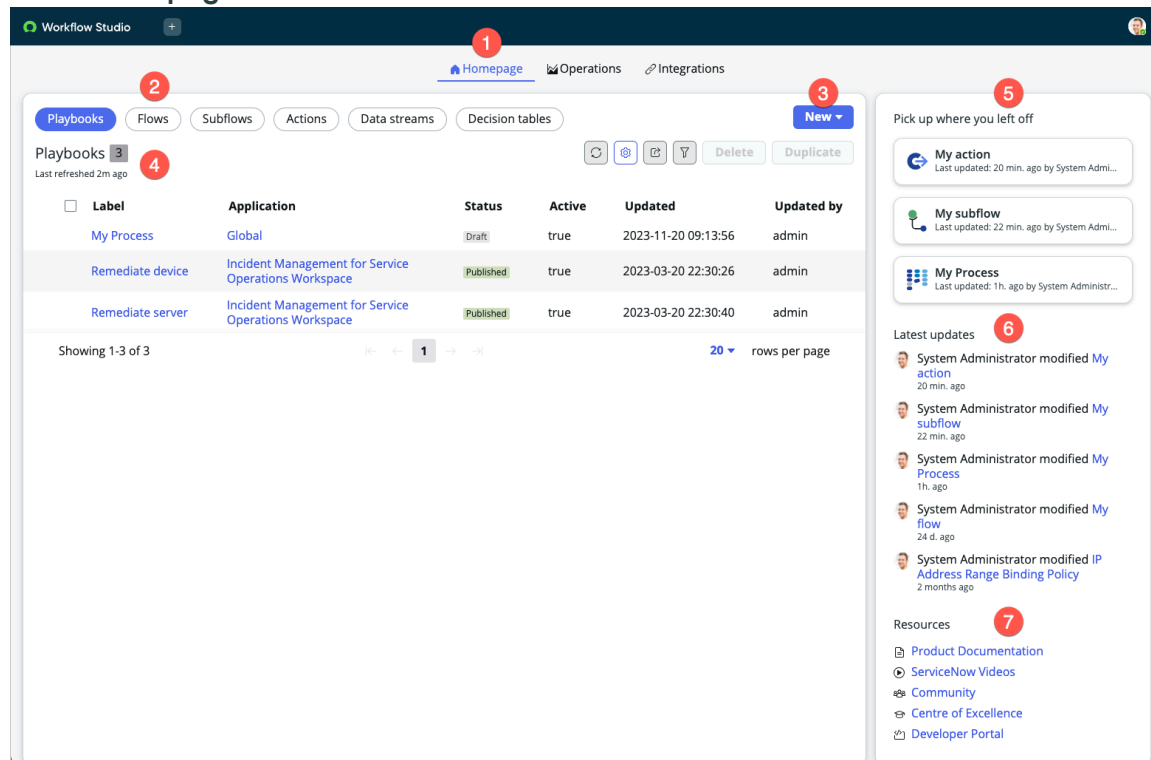 Workflow Studio +
1
Homepage Operations Integrations
2
3
5
Playbooks Flows Subflows Actions Data streams Decision tables New
Playbooks 3
4
Last refreshed 2m ago
Delete Duplicate
Label Application Status Active Updated Updated by
My Process Global Draft true 2023-11-20 09:13:56 admin
Remediate device Incident Management for Service Operations Workspace Published true 2023-03-20 22:30:26 admin
Remediate server Incident Management for Service Operations Workspace Published true 2023-03-20 22:30:40 admin
Showing 1-3 of 3 1 20 rows per page
Pick up where you left off
My action
Last updated: 20 min. ago by System Admi...
My subflow
Last updated: 22 min. ago by System Admi...
My Process
Last updated: 1h. ago by System Administr...
Latest updates 6
System Administrator modified My
action
20 min. ago
System Administrator modified My
subflow
22 min. ago
System Administrator modified My
Process
1h. ago
System Administrator modified My
flow
24 d. ago
System Administrator modified IP
Address Range Binding Policy
2 months ago
Resources 7
Product Documentation
ServiceNow Videos
Community
Centre of Excellence
Developer Portal